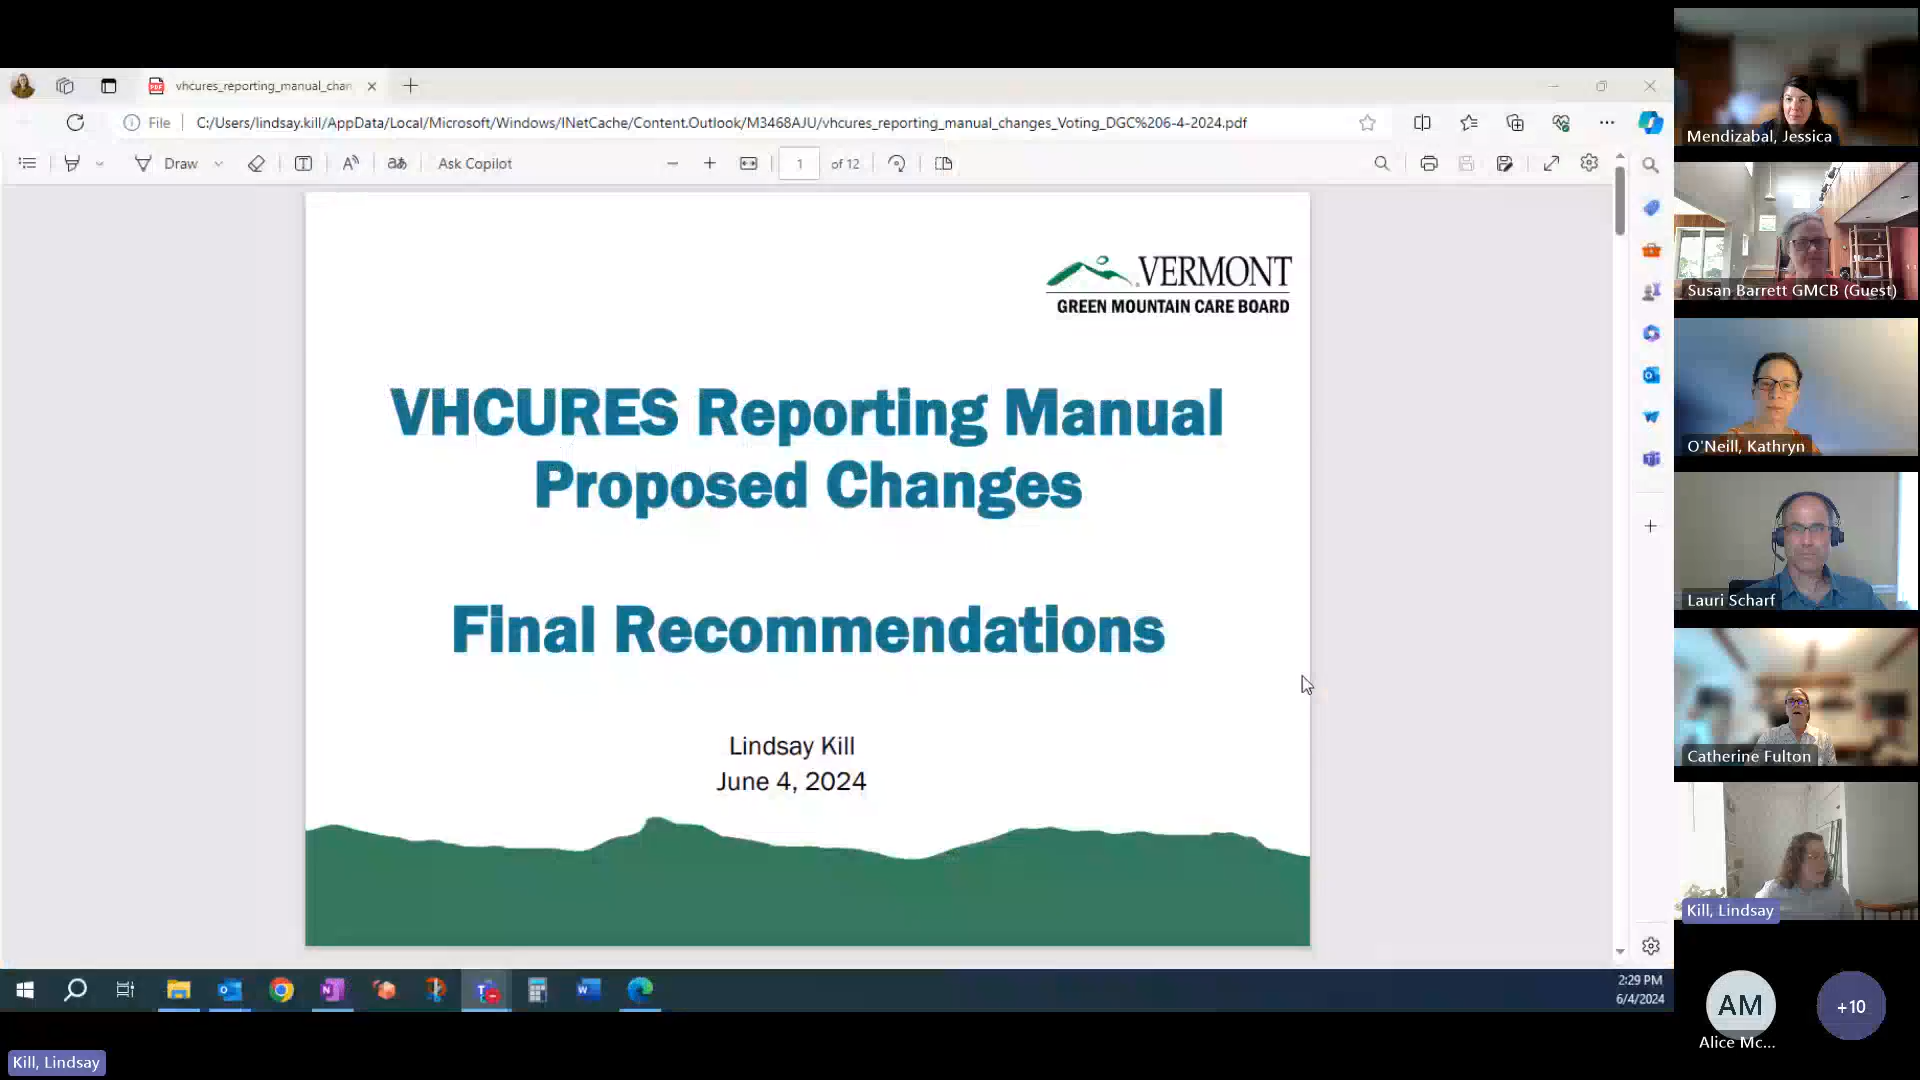 vhcures_reporting_manual_chan
File
C:/Users/lindsay.kill/AppData/Local/Microsoft/Windows/INetCache/Content.Outlook/M3468AJU/vhcures_reporting_manual_changes_Voting_DGC%206-4-2024.pdf
Draw
Ask Copilot
1
of 12
VERMONT
GREEN MOUNTAIN CARE BOARD
VHCURES Reporting Manual
Proposed Changes
Final Recommendations
Lindsay Kill
June 4, 2024
2:29 PM
6/4/2024
Kill, Lindsay
Mendizabal, Jessica
Susan Barrett GMCB (Guest)
O'Neill, Kathryn
Lauri Scharf
Catherine Fulton
Kill, Lindsay
AM
Alice Mc...
+10